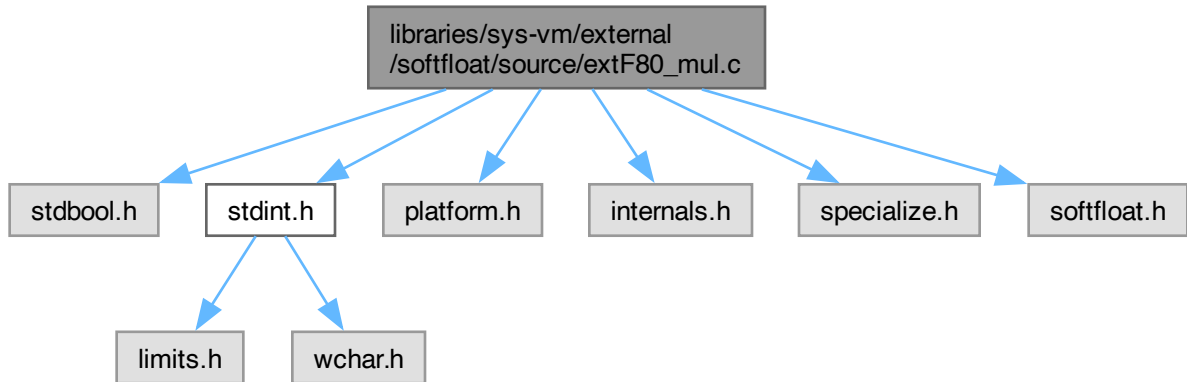 libraries/sys-vm/external
/softfloat/source/extF80_mul.c
stdbool.h
stdint.h
platform.h
internals.h
specialize.h
softfloat.h
limits.h
wchar.h